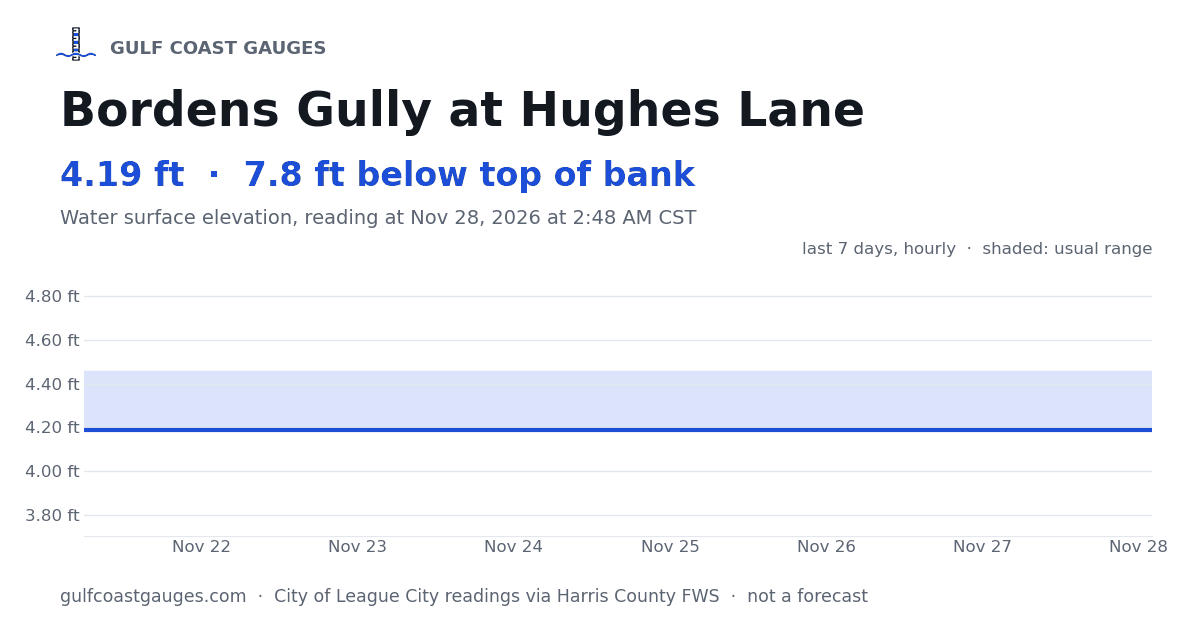 GULF COAST GAUGES
Bordens Gully at Hughes Lane
4.19 ft · 7.8 ft below top of bank
Water surface elevation, reading at Nov 28, 2026 at 2:48 AM CST
last 7 days, hourly · shaded: usual range
4.80 ft
4.60 ft
4.40 ft
4.20 ft
4.00 ft
3.80 ft
Nov 22 Nov 23 Nov 24 Nov 25 Nov 26 Nov 27 Nov 28
gulfcoastgauges.com · City of League City readings via Harris County FWS · not a forecast